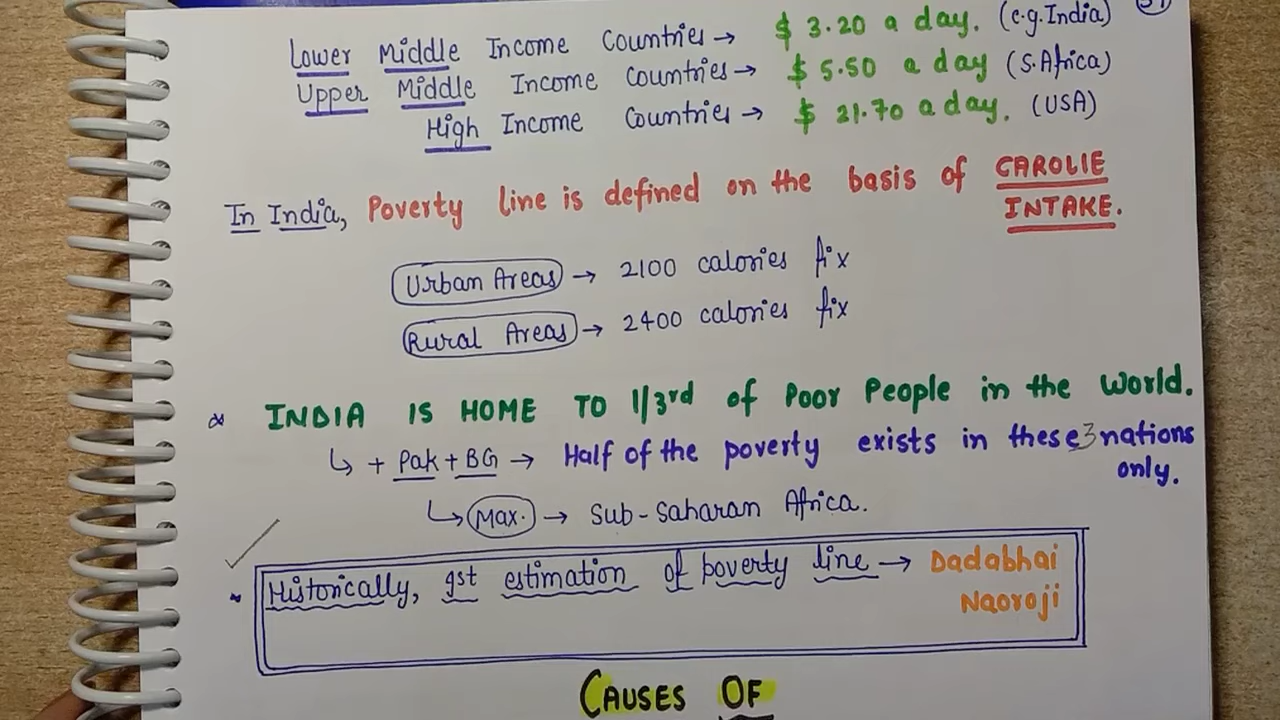 Lower Middle Income Countries → $ 3.20 a day. (e.g. India)
Upper Middle Income Countries → $ 5.50 a day (S. Africa)
High Income Countries → $ 21.70 a day. (USA)
In India, Poverty line is defined on the basis of CAROLIE
INTAKE.
Urban Areas → 2100 calories fix
Rural Areas → 2400 calories fix
INDIA IS HOME TO 1/3rd of Poor People in the World.
↳ + Pak + BG → Half of the poverty exists in these 3 nations
only.
↳ Max. → Sub-Saharan Africa.
Historically, Ist estimation of poverty line → Dadabhai
Naoroji
CAUSES OF